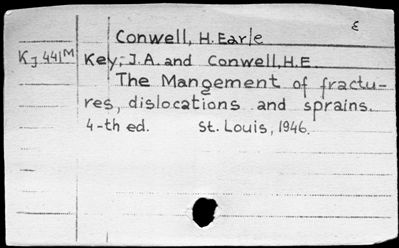 ε
Conwell, H. Earle
KJ 441M Key, J.A. and Conwell, H.E.
The Mangement of fractu-
res, dislocations and sprains.
4-th ed. St. Louis, 1946.